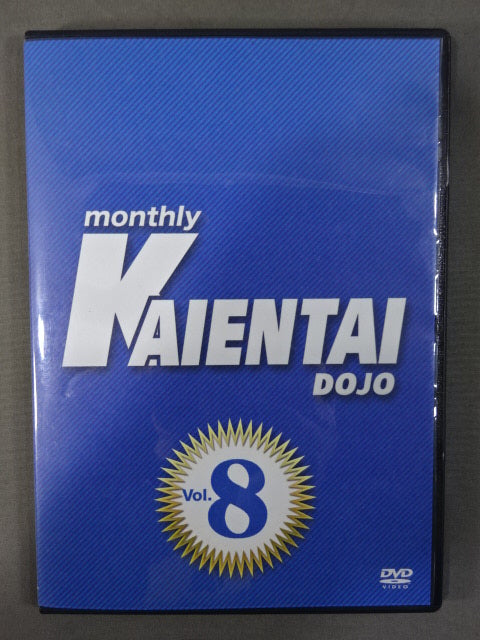 monthly
KAIENTAI
DOJO
Vol. 8
DVD
VIDEO